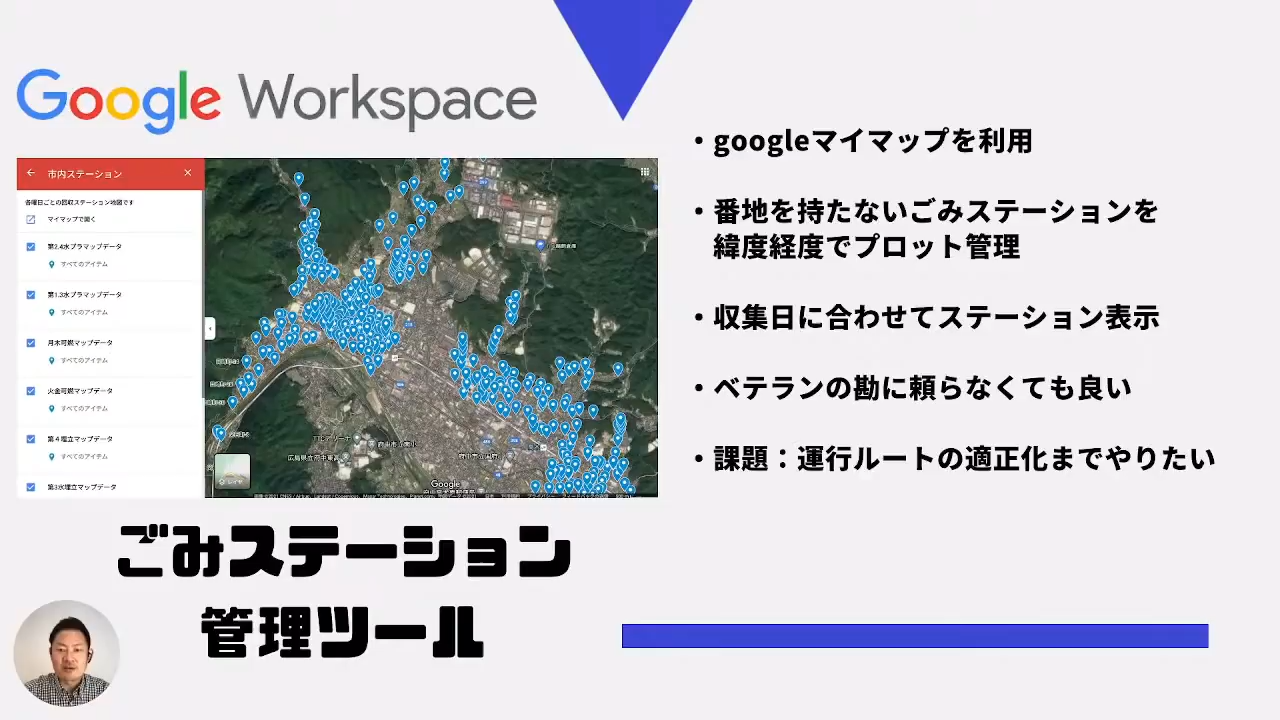 Google Workspace
市内ステーション
各曜日ごとの回収ステーション地図です
マイマップで開く
第2.4水プラマップデータ
すべてのアイテム
第1.3水プラマップデータ
すべてのアイテム
月木可燃マップデータ
すべてのアイテム
火金可燃マップデータ
すべてのアイテム
第4埋立マップデータ
すべてのアイテム
第3水埋立マップデータ
Google
・googleマイマップを利用
・番地を持たないごみステーションを
緯度経度でプロット管理
・収集日に合わせてステーション表示
・ベテランの勘に頼らなくても良い
・課題：運行ルートの適正化までやりたい
ごみステーション
管理ツール